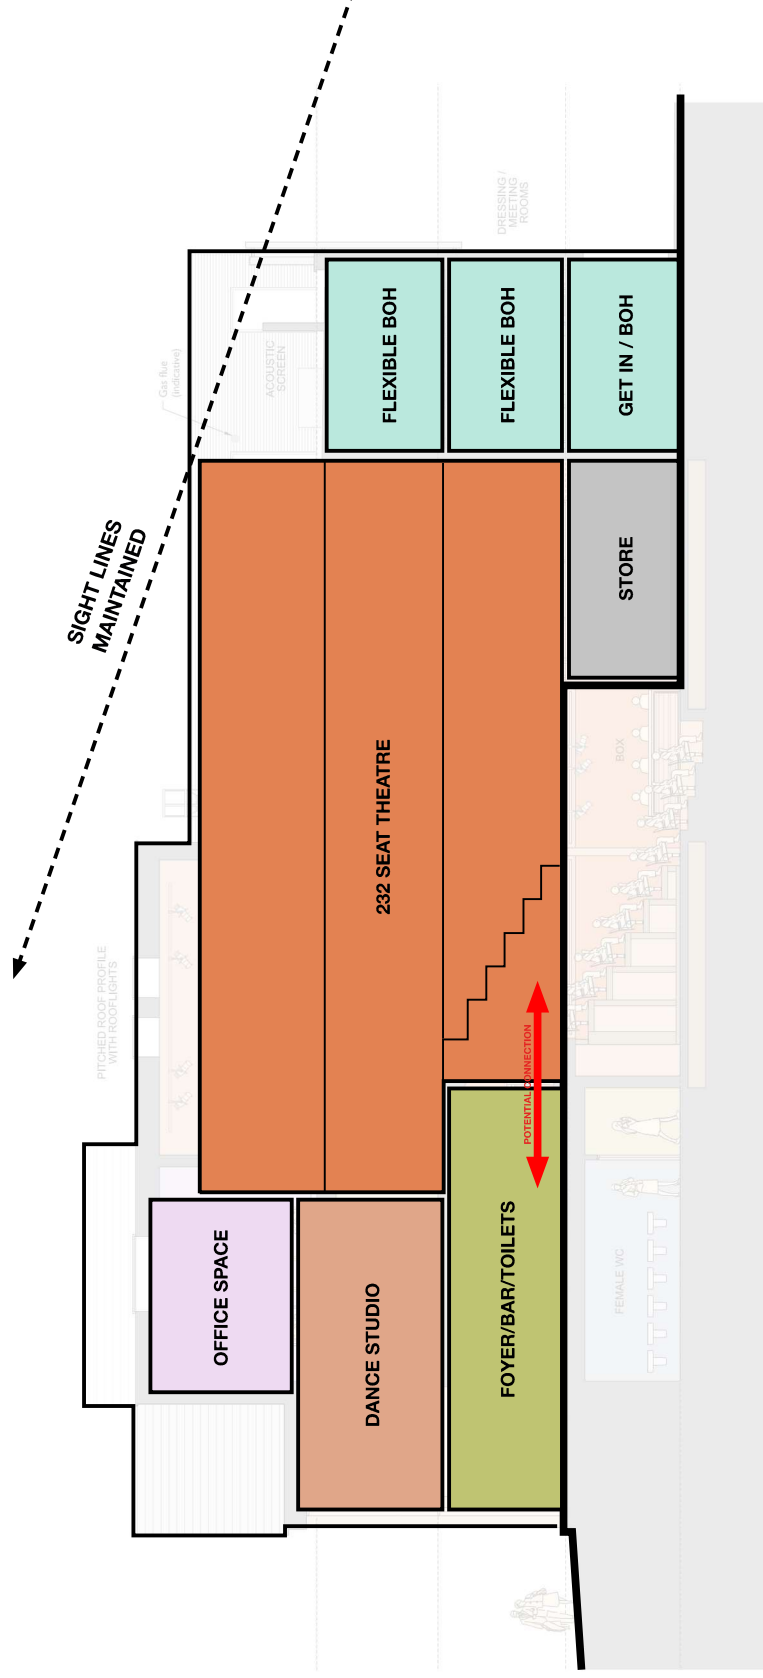 SIGHT LINES
MAINTAINED
PITCHED ROOF PROFILE
WITH ROOFLIGHTS
Gas flue
(indicative)
ACOUSTIC
SCREEN
OFFICE SPACE
DANCE STUDIO
232 SEAT THEATRE
FLEXIBLE BOH
FLEXIBLE BOH
DRESSING /
MEETING
ROOMS
FOYER/BAR/TOILETS
POTENTIAL CONNECTION
STORE
GET IN / BOH
FEMALE WC
BOX